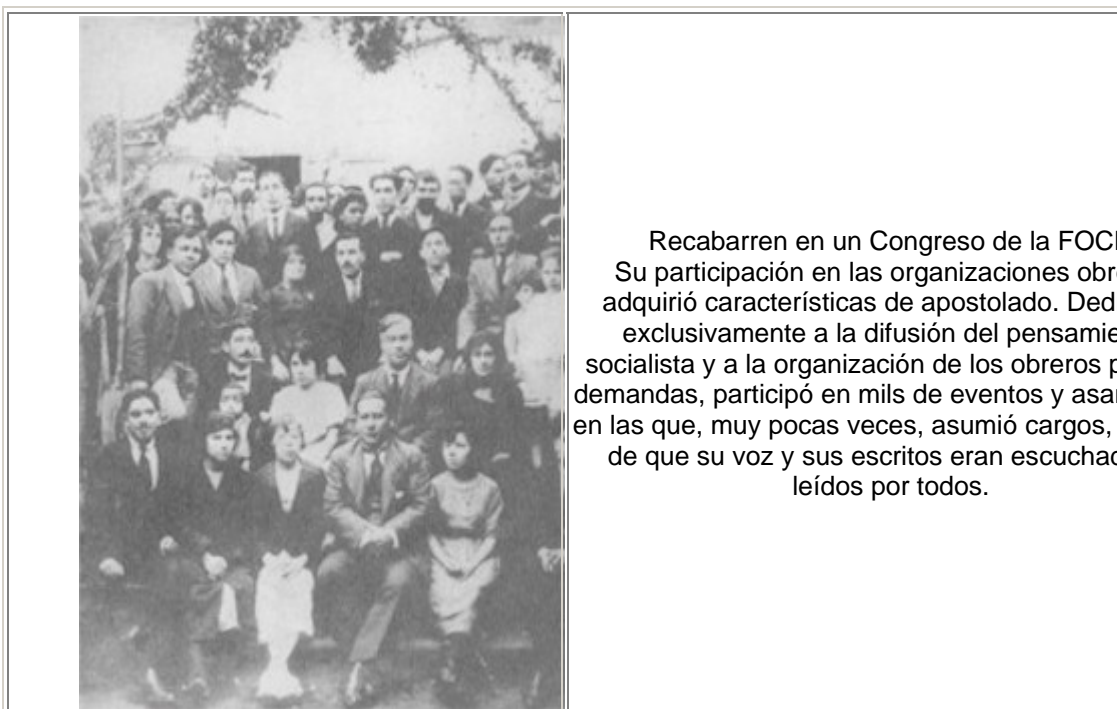 Recabarren en un Congreso de la
Su participación en las organizaciones
adquirió características de apostolado.
exclusivamente a la difusión del
socialista y a la organización de los obreros
demandas, participó en mils de eventos y
en las que, muy pocas veces, asumió cargos,
de que su voz y sus escritos eran
leídos por todos.